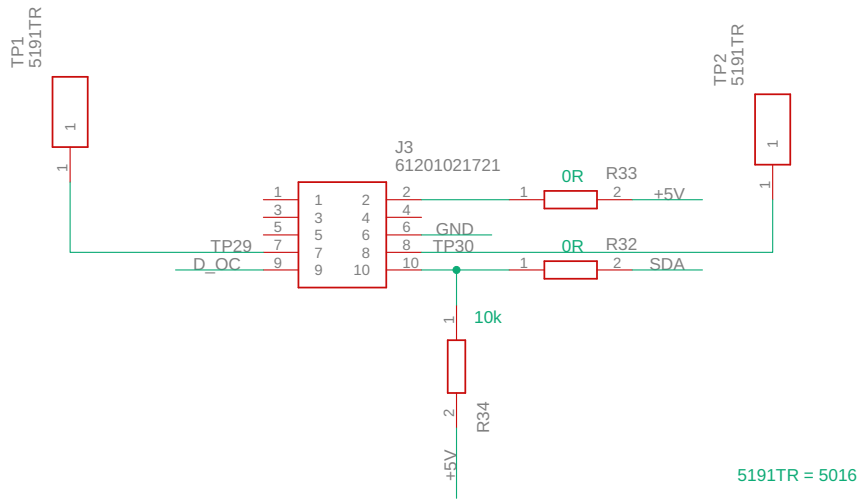 TP1
5191TR
1
1
TP2
5191TR
1
1
J3
61201021721
1 1 2 2
3 3 4 4
5 5 6 6 GND
TP29 7 7 8 8 TP30
D_OC 9 9 10 10
1 0R 2 R33 +5V
1 0R 2 R32 SDA
1 10k
2 R34
+5V
5191TR = 5016